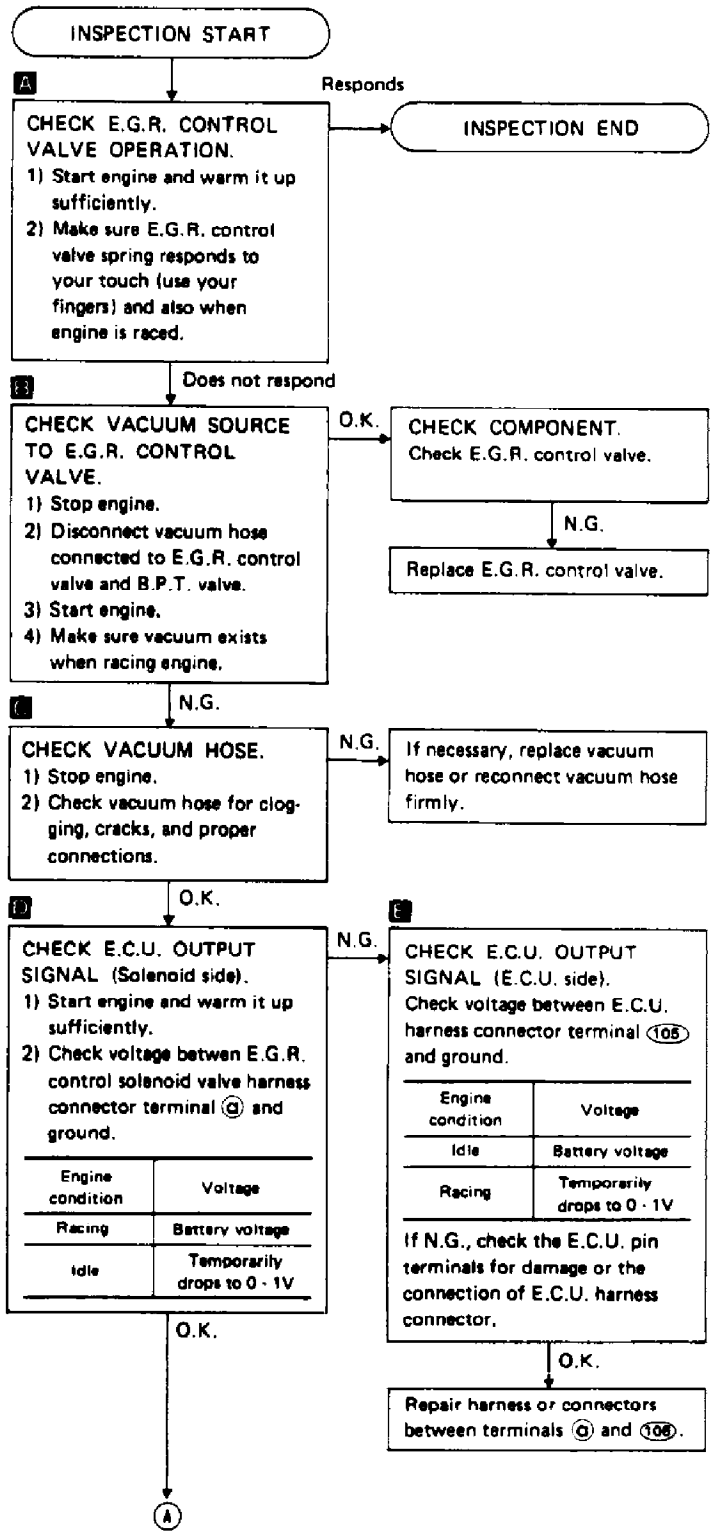 INSPECTION START
A
Responds
CHECK E.G.R. CONTROL
VALVE OPERATION.
1) Start engine and warm it up
sufficiently.
2) Make sure E.G.R. control
valve spring responds to
your touch (use your
fingers) and also when
engine is raced.
INSPECTION END
Does not respond
B
CHECK VACUUM SOURCE
TO E.G.R. CONTROL
VALVE.
1) Stop engine.
2) Disconnect vacuum hose
connected to E.G.R. control
valve and B.P.T. valve.
3) Start engine.
4) Make sure vacuum exists
when racing engine.
O.K.
CHECK COMPONENT.
Check E.G.R. control valve.
N.G.
Replace E.G.R. control valve.
N.G.
C
CHECK VACUUM HOSE.
1) Stop engine.
2) Check vacuum hose for clog-
ging, cracks, and proper
connections.
N.G.
If necessary, replace vacuum
hose or reconnect vacuum hose
firmly.
O.K.
D
CHECK E.C.U. OUTPUT
SIGNAL (Solenoid side).
1) Start engine and warm it up
sufficiently.
2) Check voltage betwen E.G.R.
control solenoid valve harness
connector terminal ⓐ and
ground.
Engine condition Voltage
Racing Battery voltage
Idle Temporarily drops to 0 - 1V
N.G.
E
CHECK E.C.U. OUTPUT
SIGNAL (E.C.U. side).
Check voltage between E.C.U.
harness connector terminal 105
and ground.
Engine condition Voltage
Idle Battery voltage
Racing Temporarily drops to 0 - 1V
If N.G., check the E.C.U. pin
terminals for damage or the
connection of E.C.U. harness
connector.
O.K.
Repair harness or connectors
between terminals ⓐ and .
O.K.
A